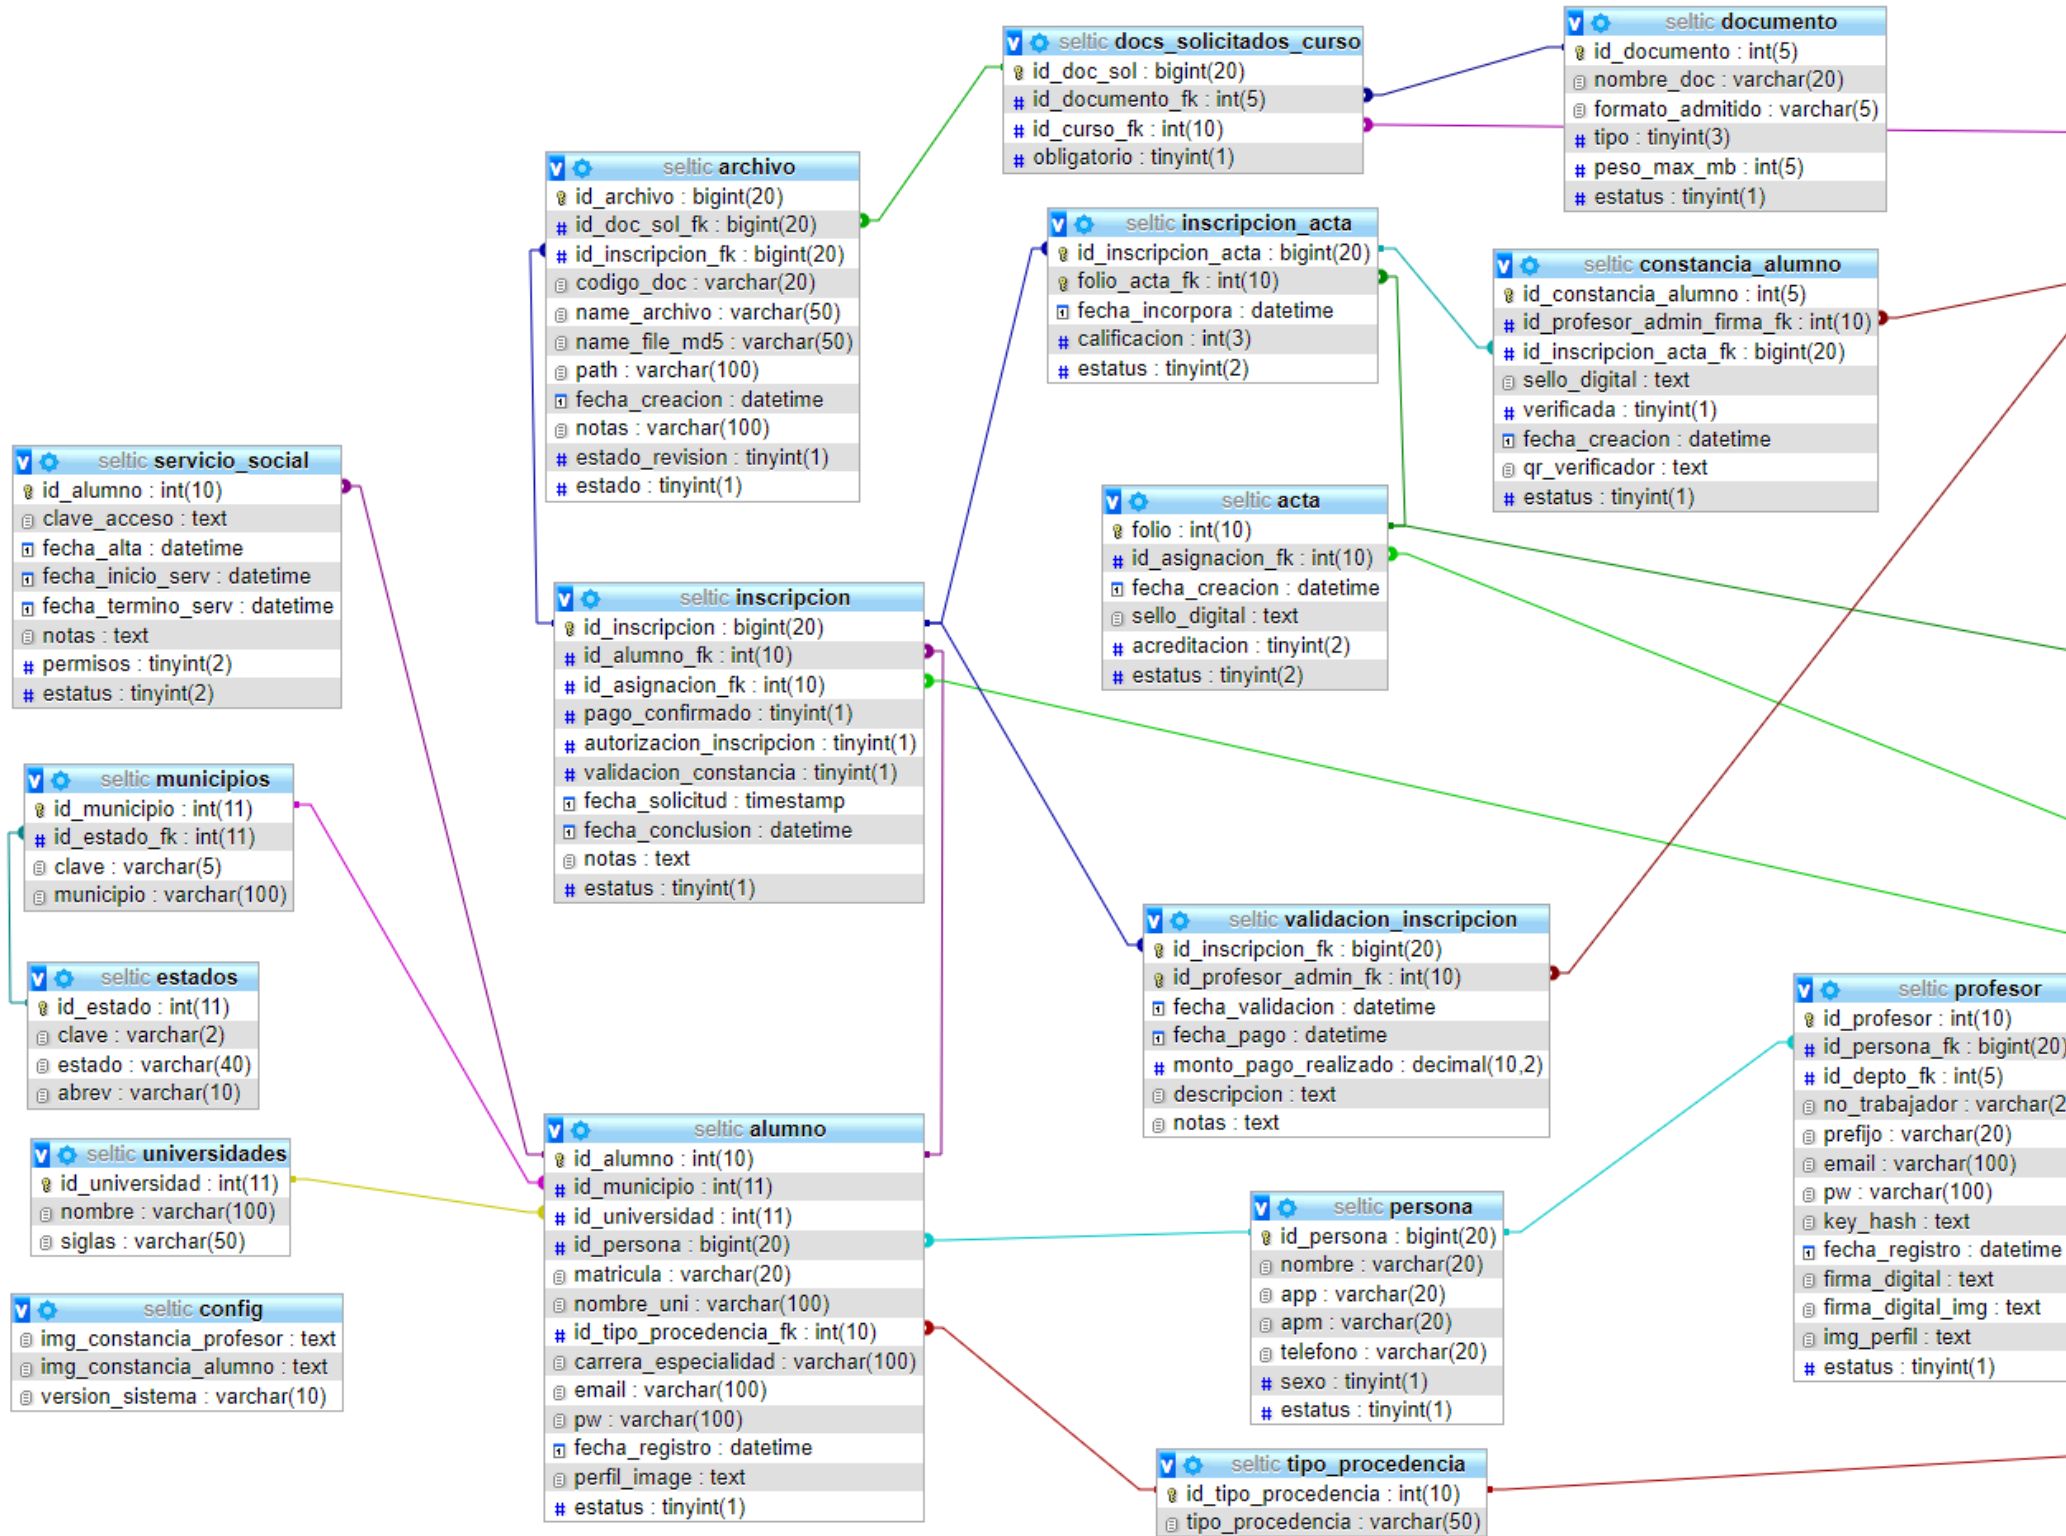 seltic docs_solicitados_curso
id_doc_sol : bigint(20)
id_documento_fk : int(5)
id_curso_fk : int(10)
obligatorio : tinyint(1)
seltic documento
id_documento : int(5)
nombre_doc : varchar(20)
formato_admitido : varchar(5)
tipo : tinyint(3)
peso_max_mb : int(5)
estatus : tinyint(1)
seltic archivo
id_archivo : bigint(20)
id_doc_sol_fk : bigint(20)
id_inscripcion_fk : bigint(20)
codigo_doc : varchar(20)
name_archivo : varchar(50)
name_file_md5 : varchar(50)
path : varchar(100)
fecha_creacion : datetime
notas : varchar(100)
estado_revision : tinyint(1)
estado : tinyint(1)
seltic inscripcion_acta
id_inscripcion_acta : bigint(20)
folio_acta_fk : int(10)
fecha_incorpora : datetime
calificacion : int(3)
estatus : tinyint(2)
seltic constancia_alumno
id_constancia_alumno : int(5)
id_profesor_admin_firma_fk : int(10)
id_inscripcion_acta_fk : bigint(20)
sello_digital : text
verificada : tinyint(1)
fecha_creacion : datetime
qr_verificador : text
estatus : tinyint(1)
seltic servicio_social
id_alumno : int(10)
clave_acceso : text
fecha_alta : datetime
fecha_inicio_serv : datetime
fecha_termino_serv : datetime
notas : text
permisos : tinyint(2)
estatus : tinyint(2)
seltic acta
folio : int(10)
id_asignacion_fk : int(10)
fecha_creacion : datetime
sello_digital : text
acreditacion : tinyint(2)
estatus : tinyint(2)
seltic inscripcion
id_inscripcion : bigint(20)
id_alumno_fk : int(10)
id_asignacion_fk : int(10)
pago_confirmado : tinyint(1)
autorizacion_inscripcion : tinyint(1)
validacion_constancia : tinyint(1)
fecha_solicitud : timestamp
fecha_conclusion : datetime
notas : text
estatus : tinyint(1)
seltic municipios
id_municipio : int(11)
id_estado_fk : int(11)
clave : varchar(5)
municipio : varchar(100)
seltic estados
id_estado : int(11)
clave : varchar(2)
estado : varchar(40)
abrev : varchar(10)
seltic validacion_inscripcion
id_inscripcion_fk : bigint(20)
id_profesor_admin_fk : int(10)
fecha_validacion : datetime
fecha_pago : datetime
monto_pago_realizado : decimal(10,2)
descripcion : text
notas : text
seltic profesor
id_profesor : int(10)
id_persona_fk : bigint(20)
id_depto_fk : int(5)
no_trabajador : varchar(2
prefijo : varchar(20)
email : varchar(100)
pw : varchar(100)
key_hash : text
fecha_registro : datetime
firma_digital : text
firma_digital_img : text
img_perfil : text
estatus : tinyint(1)
seltic universidades
id_universidad : int(11)
nombre : varchar(100)
siglas : varchar(50)
seltic alumno
id_alumno : int(10)
id_municipio : int(11)
id_universidad : int(11)
id_persona : bigint(20)
matricula : varchar(20)
nombre_uni : varchar(100)
id_tipo_procedencia_fk : int(10)
carrera_especialidad : varchar(100)
email : varchar(100)
pw : varchar(100)
fecha_registro : datetime
perfil_image : text
estatus : tinyint(1)
seltic persona
id_persona : bigint(20)
nombre : varchar(20)
app : varchar(20)
apm : varchar(20)
telefono : varchar(20)
sexo : tinyint(1)
estatus : tinyint(1)
seltic config
img_constancia_profesor : text
img_constancia_alumno : text
version_sistema : varchar(10)
seltic tipo_procedencia
id_tipo_procedencia : int(10)
tipo_procedencia : varchar(50)